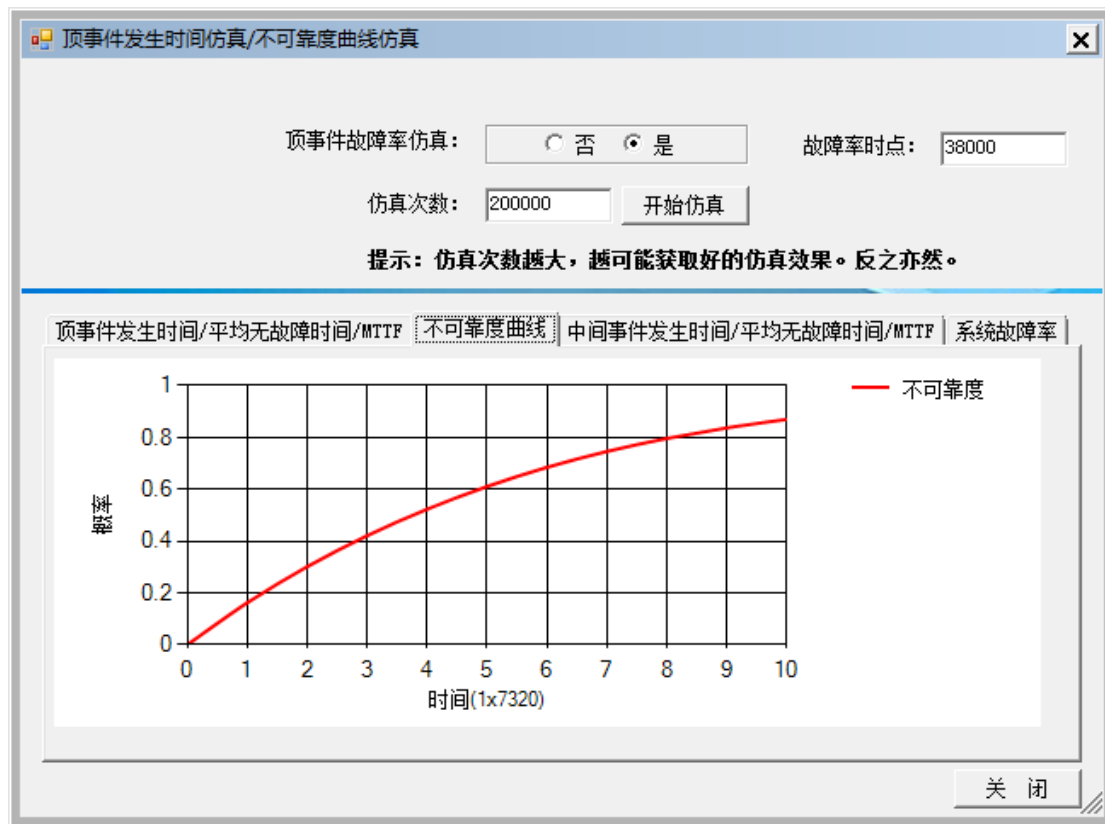 顶事件发生时间仿真/不可靠度曲线仿真
顶事件故障率仿真： 否 是 故障率时点： 38000
仿真次数： 200000 开始仿真
提示：仿真次数越大，越可能获取好的仿真效果。反之亦然。
顶事件发生时间/平均无故障时间/MTTF 不可靠度曲线 中间事件发生时间/平均无故障时间/MTTF 系统故障率
不可靠度
1
0.8
0.6
0.4
0.2
0
概率
0 1 2 3 4 5 6 7 8 9 10
时间(1x7320)
关 闭